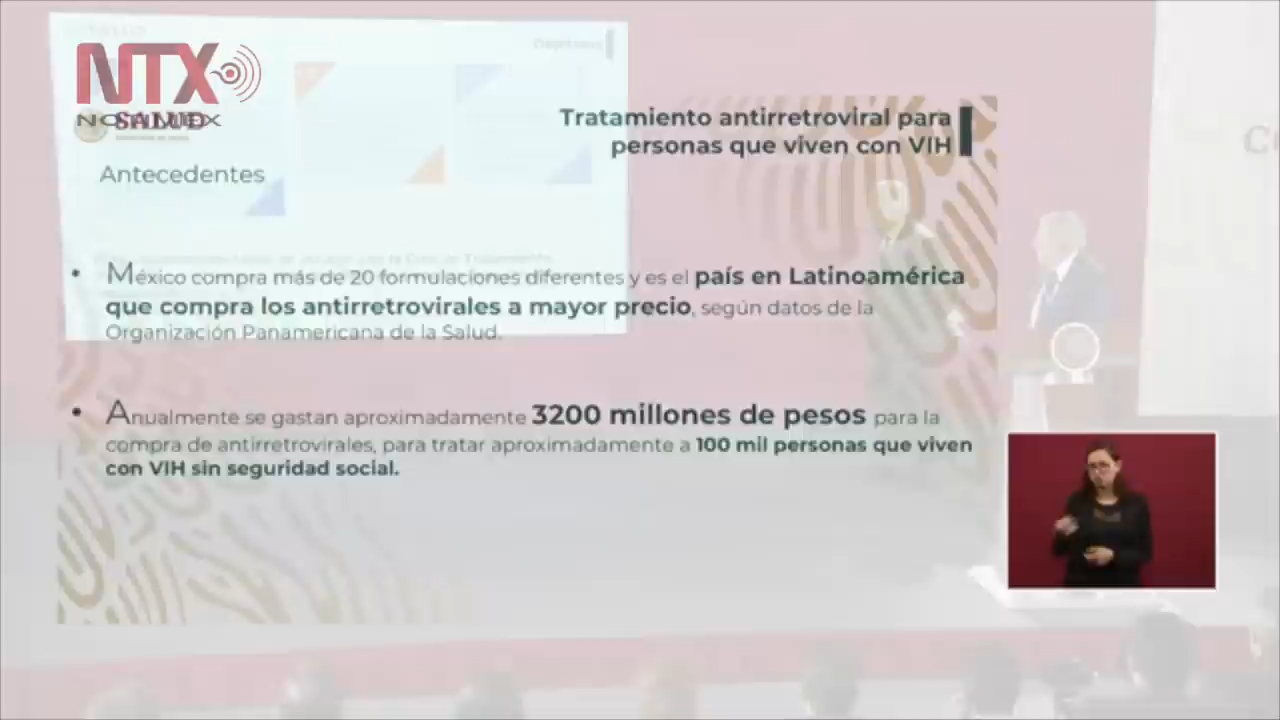 NTX
NOTIMEX
SALUD
Tratamiento antirretroviral para
personas que viven con VIH
Antecedentes
• México compra más de 20 formulaciones diferentes y es el país en Latinoamérica
que compra los antirretrovirales a mayor precio, según datos de la
Organización Panamericana de la Salud.
• Anualmente se gastan aproximadamente 3200 millones de pesos para la
compra de antirretrovirales, para tratar aproximadamente a 100 mil personas que viven
con VIH sin seguridad social.